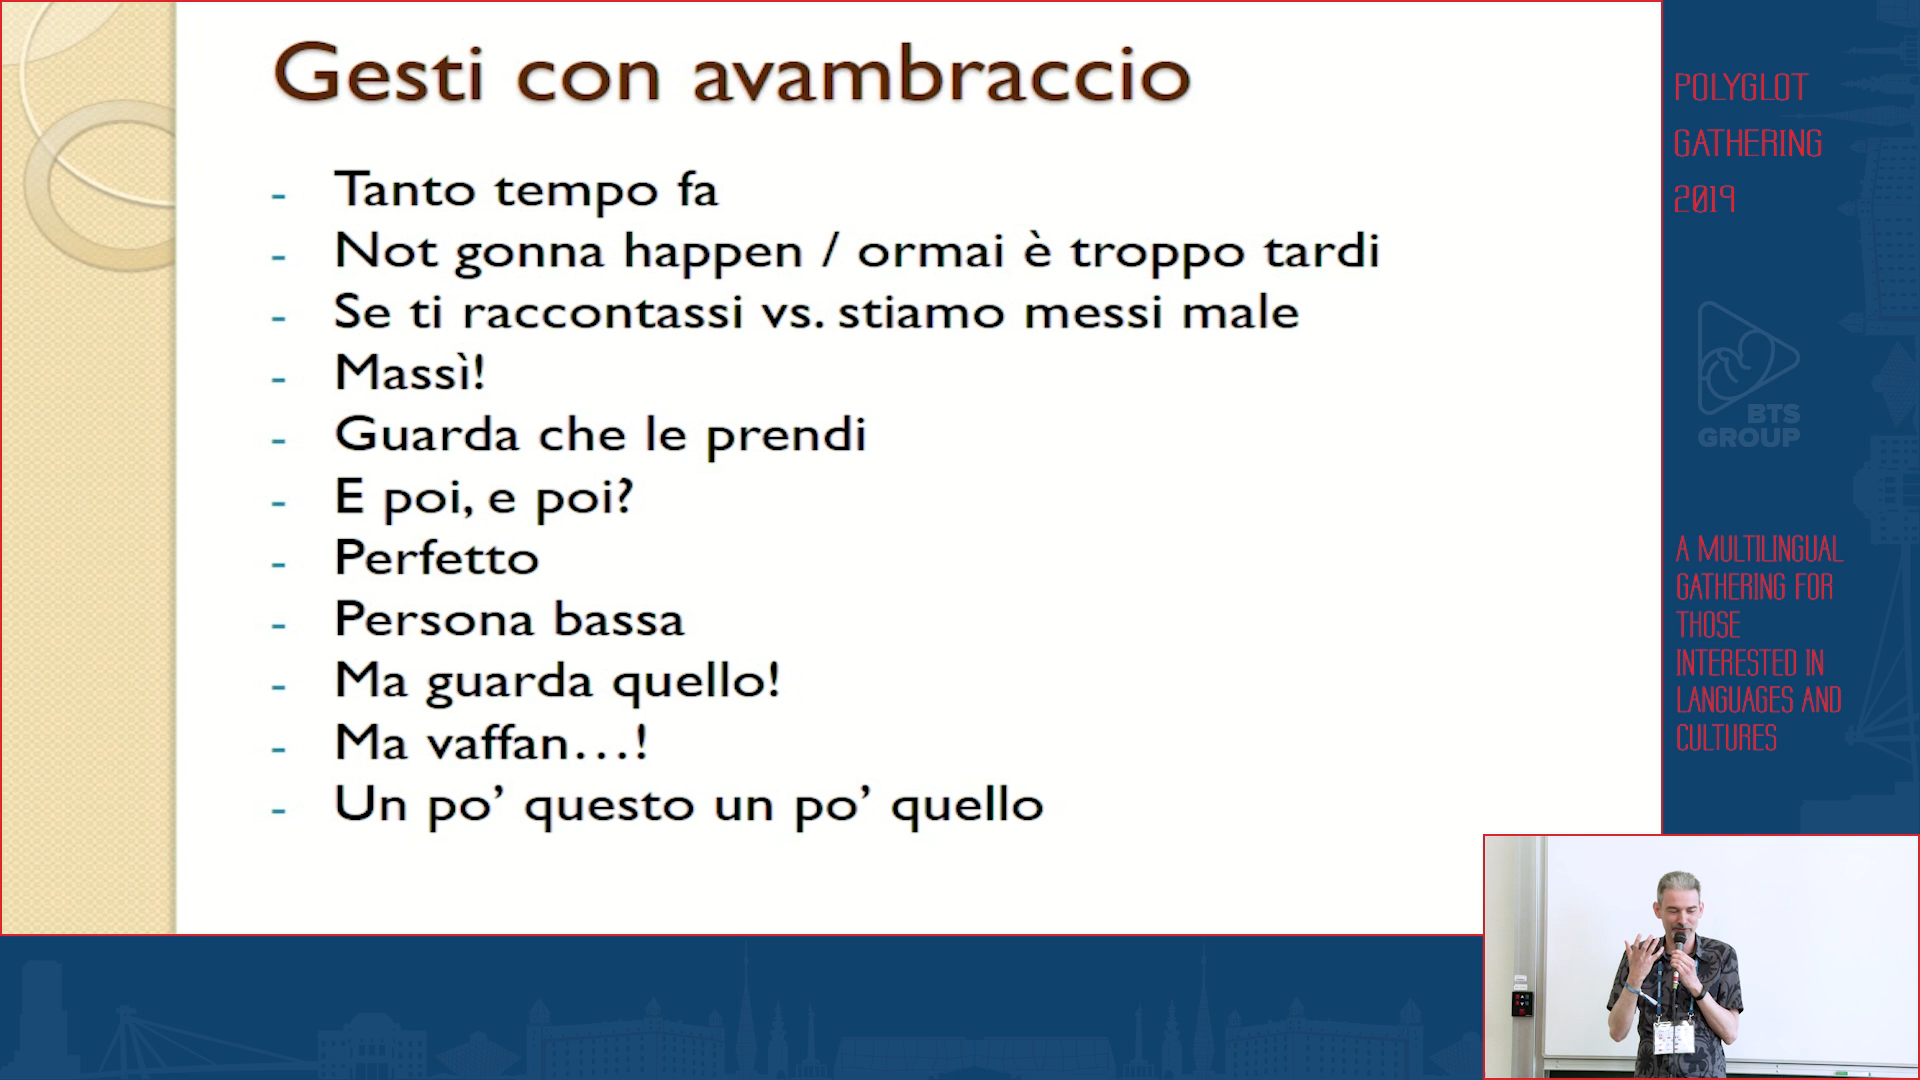 Gesti con avambraccio
- Tanto tempo fa
- Not gonna happen / ormai è troppo tardi
- Se ti raccontassi vs. stiamo messi male
- Massì!
- Guarda che le prendi
- E poi, e poi?
- Perfetto
- Persona bassa
- Ma guarda quello!
- Ma vaffan...!
- Un po’ questo un po’ quello
POLYGLOT
GATHERING
2019
BTS
GROUP
A MULTILINGUAL
GATHERING FOR
THOSE
INTERESTED IN
LANGUAGES AND
CULTURES